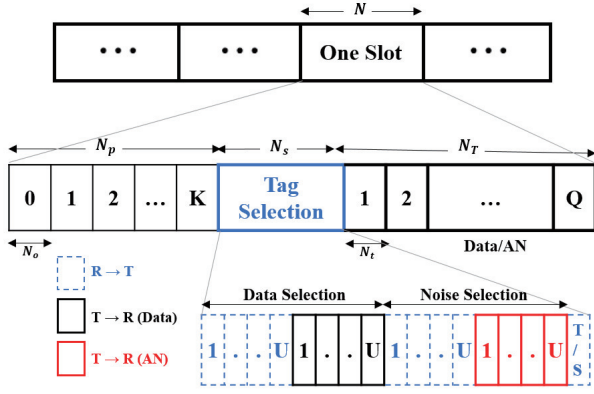 N
... ... One Slot ...
N_p N_s N_T
0 1 2 ... K Tag Selection 1 2 ... Q
N_o N_t Data/AN
R → T
T → R (Data)
T → R (AN)
Data Selection Noise Selection
1 . . U 1 . . U 1 . . U 1 . . U T/S